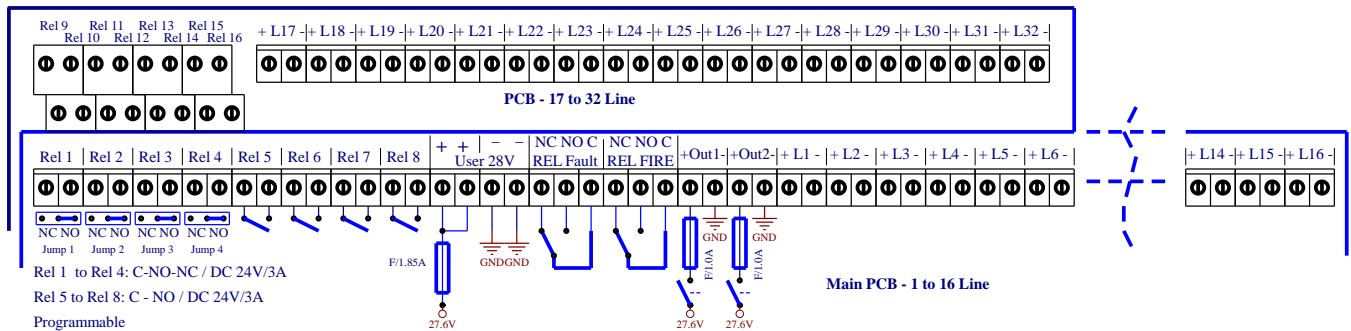 Rel 9 Rel 11 Rel 13 Rel 15
Rel 10 Rel 12 Rel 14 Rel 16
+ L17 - + L18 - + L19 - + L20 - + L21 - + L22 - + L23 - + L24 - + L25 - + L26 - + L27 - + L28 - + L29 - + L30 - + L31 - + L32 -
PCB - 17 to 32 Line
Rel 1 Rel 2 Rel 3 Rel 4 Rel 5 Rel 6 Rel 7 Rel 8
+ + - -
User 28V
NC NO C
REL Fault
NC NO C
REL FIRE
+Out1- +Out2- + L1 - + L2 - + L3 - + L4 - + L5 - + L6 - + L14 - + L15 - + L16 -
NC NO NC NO NC NO NC NO
Jump 1 Jump 2 Jump 3 Jump 4
GND GND
GND GND
F/1.85A
F/1.0A
F/1.0A
Rel 1 to Rel 4: C-NO-NC / DC 24V/3A
Rel 5 to Rel 8: C - NO / DC 24V/3A
Programmable
Main PCB - 1 to 16 Line
27.6V 27.6V 27.6V